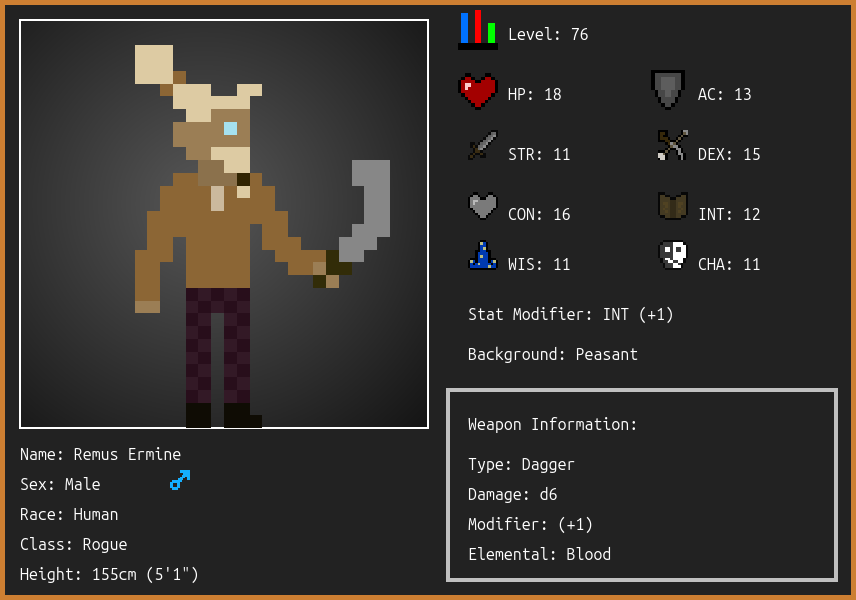 Level: 76
HP: 18
AC: 13
STR: 11
DEX: 15
CON: 16
INT: 12
WIS: 11
CHA: 11
Stat Modifier: INT (+1)
Background: Peasant
Weapon Information:
Type: Dagger
Damage: d6
Modifier: (+1)
Elemental: Blood
Name: Remus Ermine
Sex: Male
Race: Human
Class: Rogue
Height: 155cm (5'1")